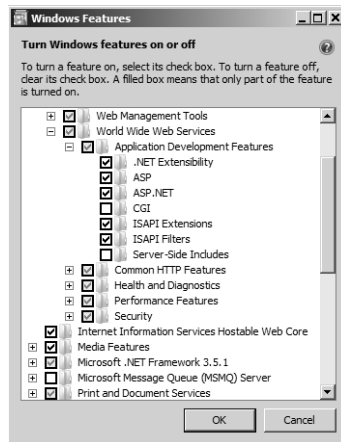 Windows Features
Turn Windows features on or off
To turn a feature on, select its check box. To turn a feature off,
clear its check box. A filled box means that only part of the feature
is turned on.
Web Management Tools
World Wide Web Services
Application Development Features
.NET Extensibility
ASP
ASP.NET
CGI
ISAPI Extensions
ISAPI Filters
Server-Side Includes
Common HTTP Features
Health and Diagnostics
Performance Features
Security
Internet Information Services Hostable Web Core
Media Features
Microsoft .NET Framework 3.5.1
Microsoft Message Queue (MSMQ) Server
Print and Document Services
OK Cancel